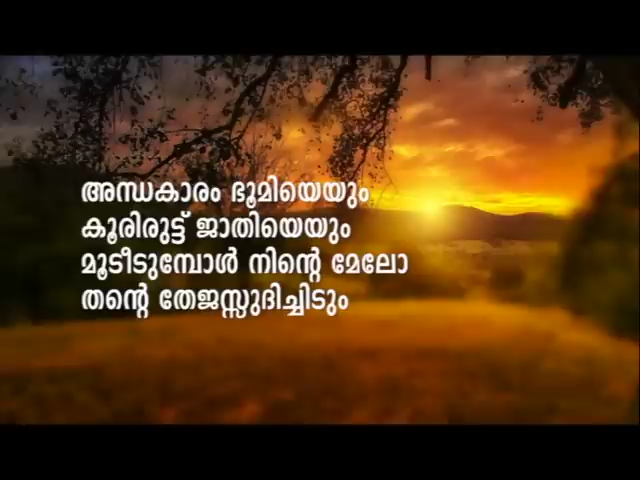 അന്ധകാരം ഭൂമിയെയും
കൂരിരുട്ട് ജാതിയെയും
മൂടീടുമ്പോൾ നിന്റെ മേലോ
തന്റെ തേജസ്സുദിച്ചിടും